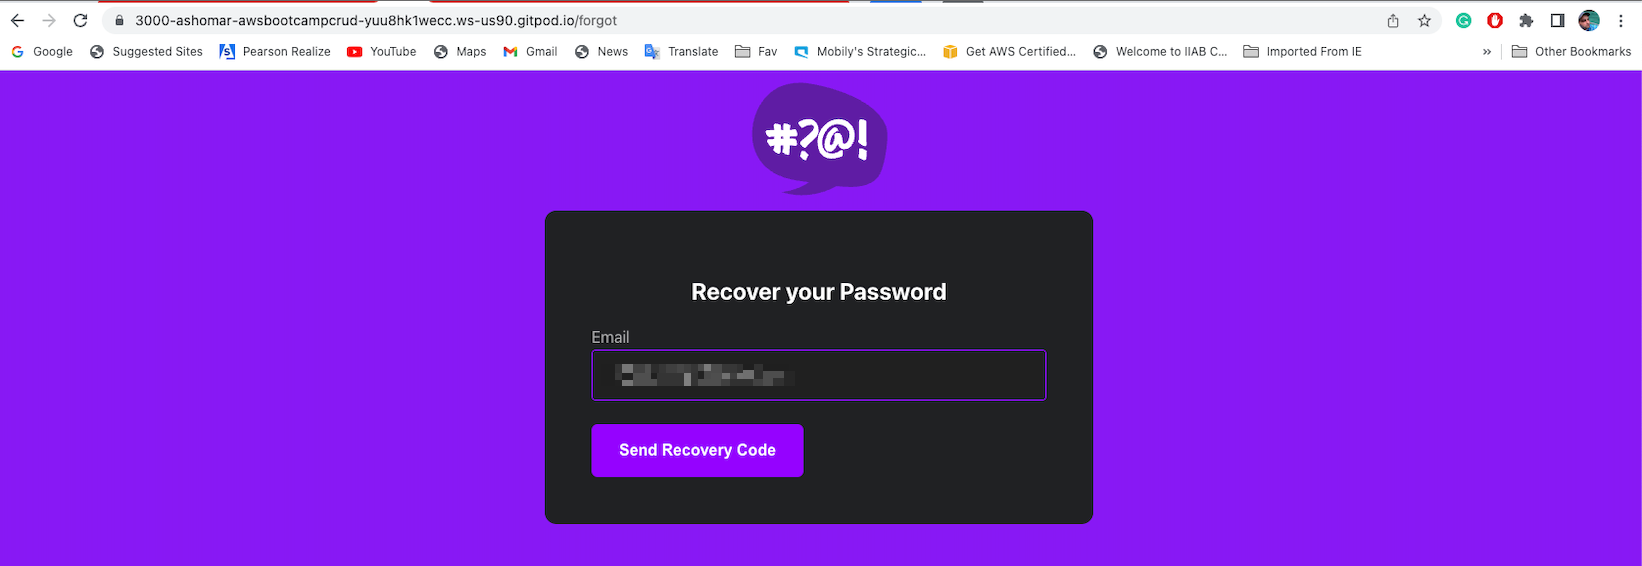 3000-ashomar-awsbootcampcrud-yuu8hk1wecc.ws-us90.gitpod.io/forgot
Google Suggested Sites Pearson Realize YouTube Maps Gmail News Translate Fav Mobily's Strategic... Get AWS Certified... Welcome to IIAB C... Imported From IE » Other Bookmarks
#?@!
Recover your Password
Email
Send Recovery Code